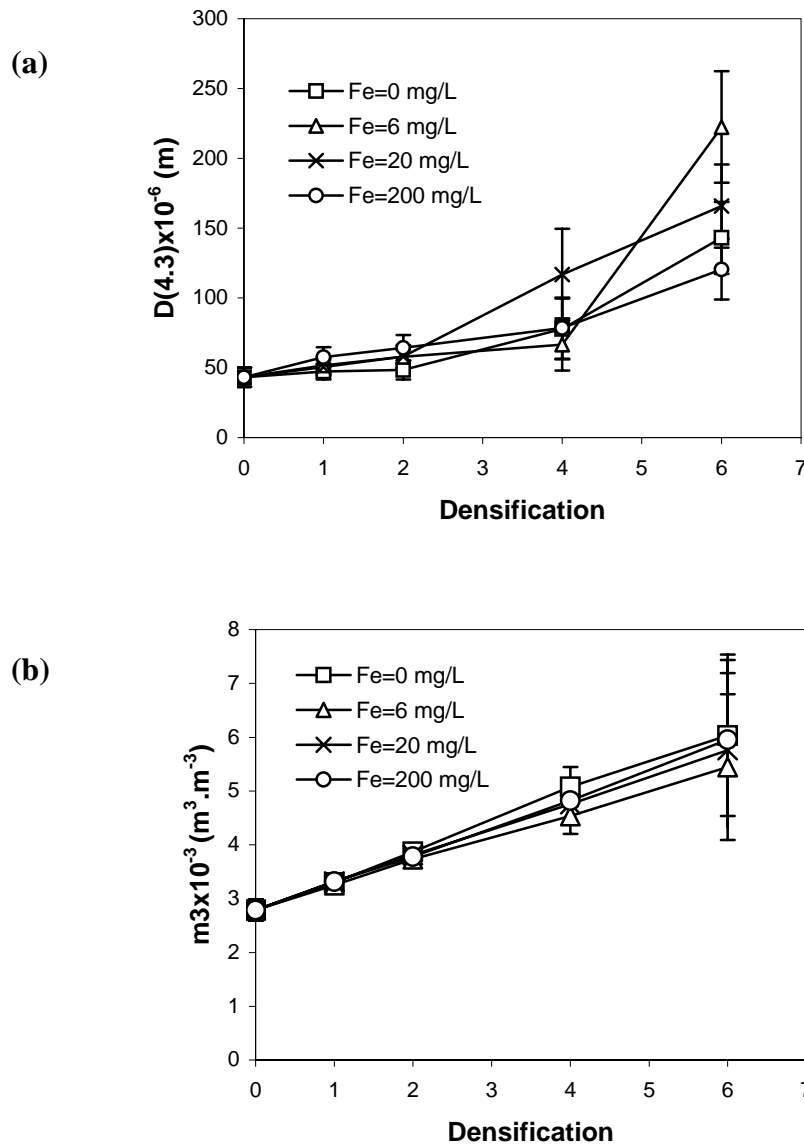 (a)
300
250
200
150
100
50
0
D(4.3)x10⁻⁶ (m)
Fe=0 mg/L
Fe=6 mg/L
Fe=20 mg/L
Fe=200 mg/L
0 1 2 3 4 5 6 7
Densification
(b)
8
7
6
5
4
3
2
1
0
m3x10⁻³ (m³.m⁻³)
Fe=0 mg/L
Fe=6 mg/L
Fe=20 mg/L
Fe=200 mg/L
0 1 2 3 4 5 6 7
Densification